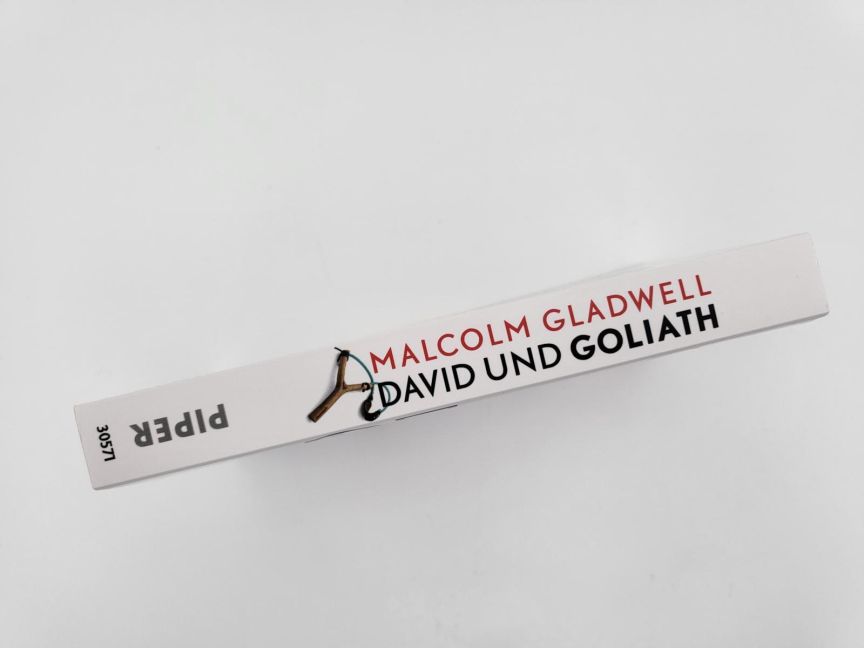 MALCOLM GLADWELL
DAVID UND GOLIATH
PIPER
30571